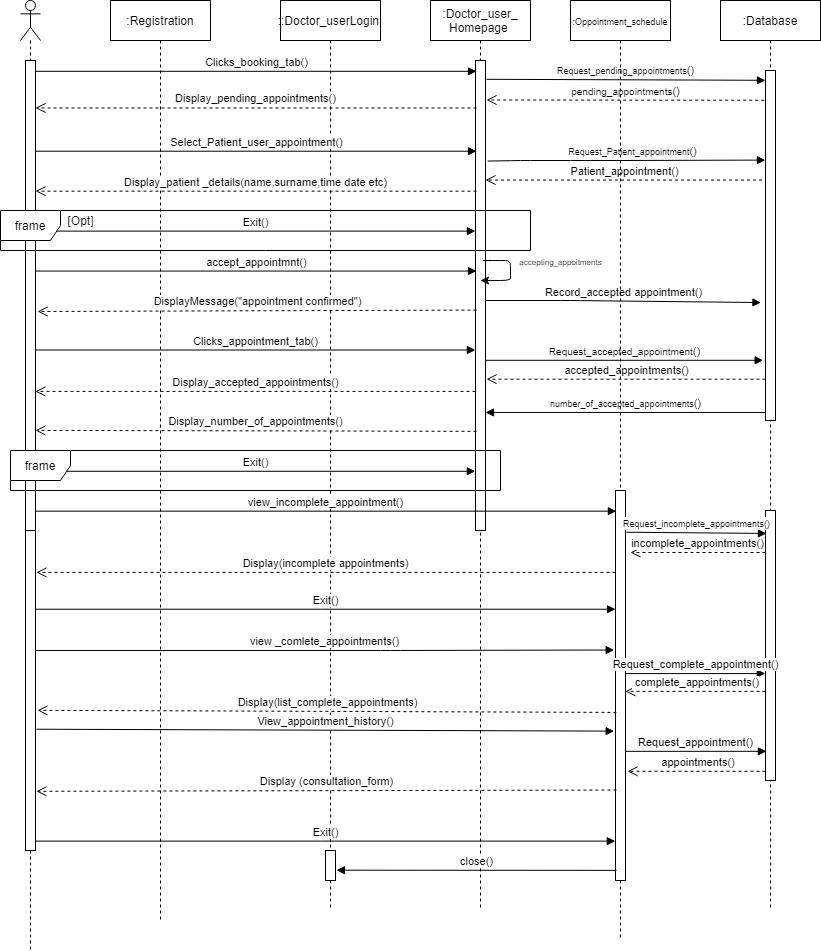 :Registration
:Doctor_userLogin
:Doctor_user_
Homepage
:Oppointment_schedule
:Database
Clicks_booking_tab()
Request_pending_appointments()
pending_appointments()
Display_pending_appointments()
Select_Patient_user_appointment()
Request_Patient_appointment()
Patient_appointment()
Display_patient _details(name,surname,time date etc)
frame
[Opt]
Exit()
accept_appointmnt()
accepting_appoitments
Record_accepted appointment()
DisplayMessage("appointment confirmed")
Clicks_appointment_tab()
Request_accepted_appointment()
accepted_appointments()
Display_accepted_appointments()
number_of_accepted_appointments()
Display_number_of_appointments()
frame
Exit()
view_incomplete_appointment()
Request_incomplete_appointments()
incomplete_appointments()
Display(incomplete appointments)
Exit()
view _comlete_appointments()
Request_complete_appointment()
complete_appointments()
Display(list_complete_appointments)
View_appointment_history()
Request_appointment()
appointments()
Display (consultation_form)
Exit()
close()